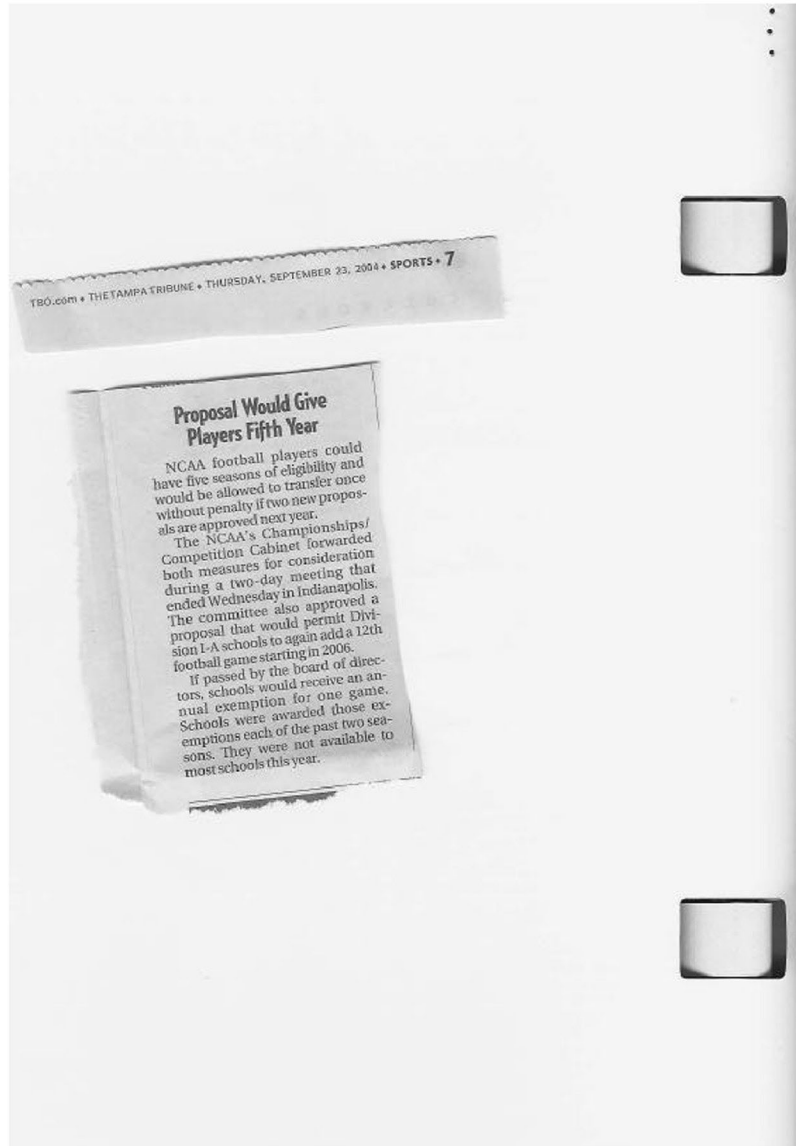 TBO.com • THE TAMPA TRIBUNE • THURSDAY, SEPTEMBER 23, 2004 • SPORTS • 7
Proposal Would Give
Players Fifth Year
NCAA football players could
have five seasons of eligibility and
would be allowed to transfer once
without penalty if two new propos-
als are approved next year.
The NCAA's Championships/
Competition Cabinet forwarded
both measures for consideration
during a two-day meeting that
ended Wednesday in Indianapolis.
The committee also approved a
proposal that would permit Divi-
sion I-A schools to again add a 12th
football game starting in 2006.
If passed by the board of direc-
tors, schools would receive an an-
nual exemption for one game.
Schools were awarded those ex-
emptions each of the past two sea-
sons. They were not available to
most schools this year.